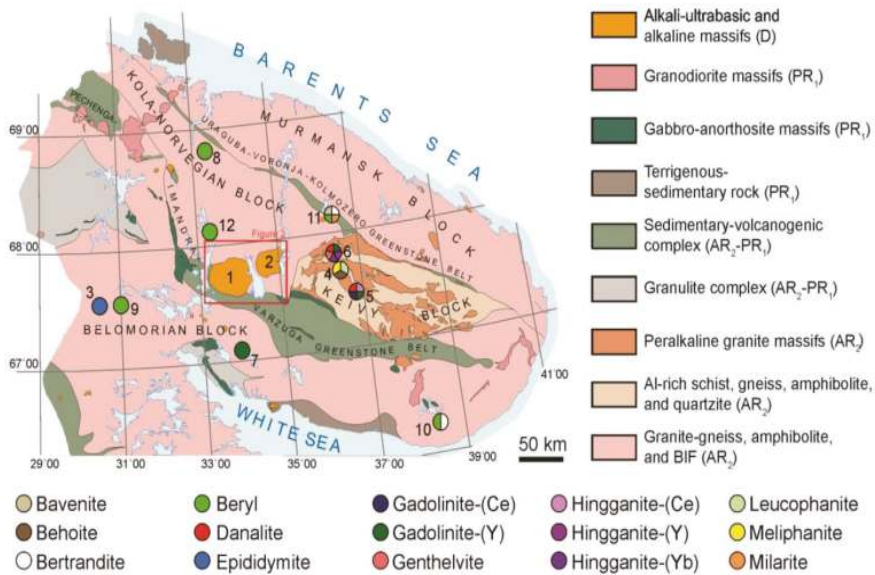 BARENTS SEA
KOLA-NORVEGIAN BLOCK
MURMANSK BLOCK
PECHENGA
URAGUBA-VORONJA-KOLMOZERO GREENSTONE BELT
IMANDRA
VARZUGA
GREENSTONE BELT
KEIVY BLOCK
BELOMORIAN BLOCK
WHITE SEA
Figure 2
69°00
68°00
67°00
66°00
29°00
31°00
33°00
35°00
37°00
39°00
41°00
1
2
3
4
5
6
7
8
9
10
11
12
50 km
Alkali-ultrabasic and
alkaline massifs (D)
Granodiorite massifs (PR₁)
Gabbro-anorthosite massifs (PR₁)
Terrigenous-
sedimentary rock (PR₁)
Sedimentary-volcanogenic
complex (AR₂-PR₁)
Granulite complex (AR₂-PR₁)
Peralkaline granite massifs (AR₂)
Al-rich schist, gneiss, amphibolite,
and quartzite (AR₂)
Granite-gneiss, amphibolite,
and BIF (AR₂)
Bavenite
Beryl
Gadolinite-(Ce)
Hingganite-(Ce)
Leucophanite
Behoite
Danalite
Gadolinite-(Y)
Hingganite-(Y)
Meliphanite
Bertrandite
Epididymite
Genthelvite
Hingganite-(Yb)
Milarite